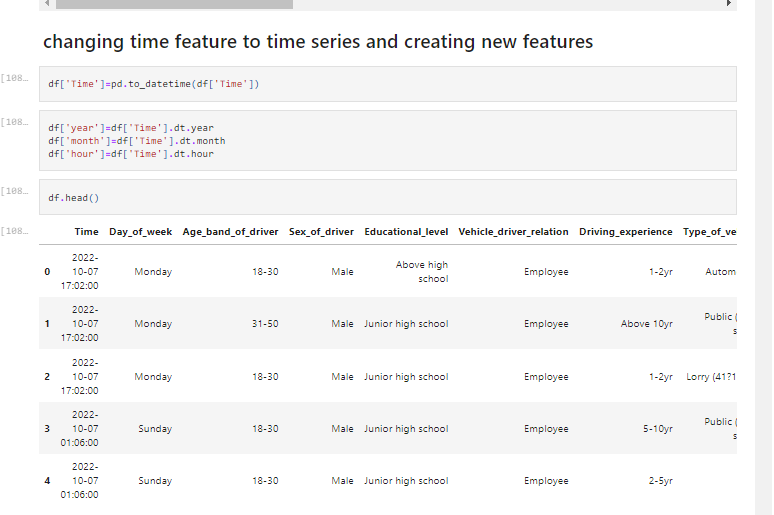 changing time feature to time series and creating new features
[108…
df['Time']=pd.to_datetime(df['Time'])
[108…
df['year']=df['Time'].dt.year
df['month']=df['Time'].dt.month
df['hour']=df['Time'].dt.hour
[108…
df.head()
[108…
Time Day_of_week Age_band_of_driver Sex_of_driver Educational_level Vehicle_driver_relation Driving_experience Type_of_ve
0 2022-10-07 17:02:00 Monday 18-30 Male Above high school Employee 1-2yr Autom
1 2022-10-07 17:02:00 Monday 31-50 Male Junior high school Employee Above 10yr Public ( s
2 2022-10-07 17:02:00 Monday 18-30 Male Junior high school Employee 1-2yr Lorry (41?1
3 2022-10-07 01:06:00 Sunday 18-30 Male Junior high school Employee 5-10yr Public ( s
4 2022-10-07 01:06:00 Sunday 18-30 Male Junior high school Employee 2-5yr